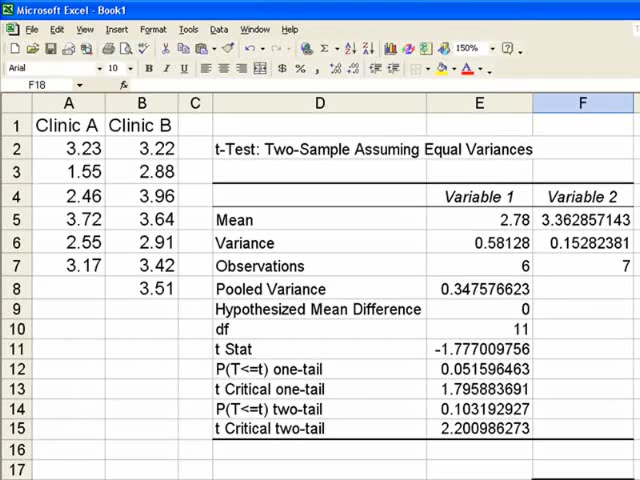 Microsoft Excel - Book1
File Edit View Insert Format Tools Data Window Help
150%
Arial 10 B I U $ % ,
F18 fx
A B C D E F
1 Clinic A Clinic B
2 3.23 3.22 t-Test: Two-Sample Assuming Equal Variances
3 1.55 2.88
4 2.46 3.96 Variable 1 Variable 2
5 3.72 3.64 Mean 2.78 3.362857143
6 2.55 2.91 Variance 0.58128 0.15282381
7 3.17 3.42 Observations 6 7
8 3.51 Pooled Variance 0.347576623
9 Hypothesized Mean Difference 0
10 df 11
11 t Stat -1.777009756
12 P(T<=t) one-tail 0.051596463
13 t Critical one-tail 1.795883691
14 P(T<=t) two-tail 0.103192927
15 t Critical two-tail 2.200986273
16
17